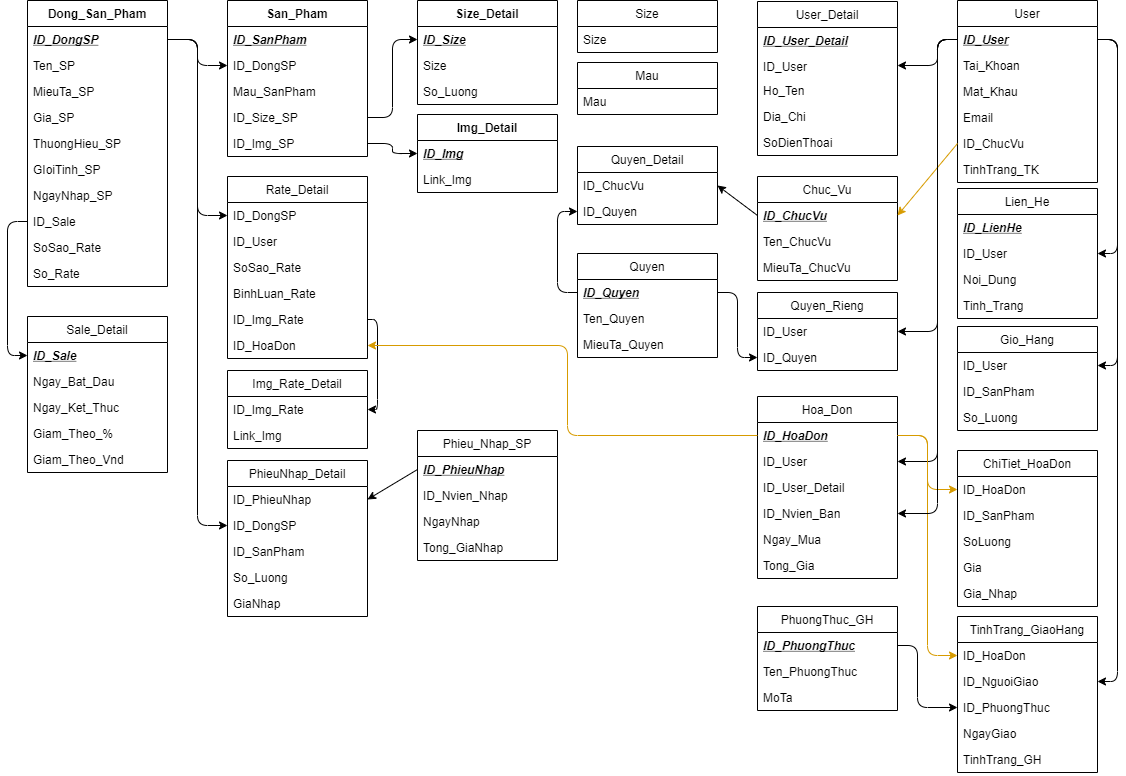 Dong_San_Pham
ID_DongSP
Ten_SP
MieuTa_SP
Gia_SP
ThuongHieu_SP
GIoiTinh_SP
NgayNhap_SP
ID_Sale
SoSao_Rate
So_Rate
Sale_Detail
ID_Sale
Ngay_Bat_Dau
Ngay_Ket_Thuc
Giam_Theo_%
Giam_Theo_Vnd
San_Pham
ID_SanPham
ID_DongSP
Mau_SanPham
ID_Size_SP
ID_Img_SP
Rate_Detail
ID_DongSP
ID_User
SoSao_Rate
BinhLuan_Rate
ID_Img_Rate
ID_HoaDon
Img_Rate_Detail
ID_Img_Rate
Link_Img
PhieuNhap_Detail
ID_PhieuNhap
ID_DongSP
ID_SanPham
So_Luong
GiaNhap
Size_Detail
ID_Size
Size
So_Luong
Img_Detail
ID_Img
Link_Img
Phieu_Nhap_SP
ID_PhieuNhap
ID_Nvien_Nhap
NgayNhap
Tong_GiaNhap
Size
Size
Mau
Mau
Quyen_Detail
ID_ChucVu
ID_Quyen
Quyen
ID_Quyen
Ten_Quyen
MieuTa_Quyen
User_Detail
ID_User_Detail
ID_User
Ho_Ten
Dia_Chi
SoDienThoai
Chuc_Vu
ID_ChucVu
Ten_ChucVu
MieuTa_ChucVu
Quyen_Rieng
ID_User
ID_Quyen
Hoa_Don
ID_HoaDon
ID_User
ID_User_Detail
ID_Nvien_Ban
Ngay_Mua
Tong_Gia
PhuongThuc_GH
ID_PhuongThuc
Ten_PhuongThuc
MoTa
User
ID_User
Tai_Khoan
Mat_Khau
Email
ID_ChucVu
TinhTrang_TK
Lien_He
ID_LienHe
ID_User
Noi_Dung
Tinh_Trang
Gio_Hang
ID_User
ID_SanPham
So_Luong
ChiTiet_HoaDon
ID_HoaDon
ID_SanPham
SoLuong
Gia
Gia_Nhap
TinhTrang_GiaoHang
ID_HoaDon
ID_NguoiGiao
ID_PhuongThuc
NgayGiao
TinhTrang_GH